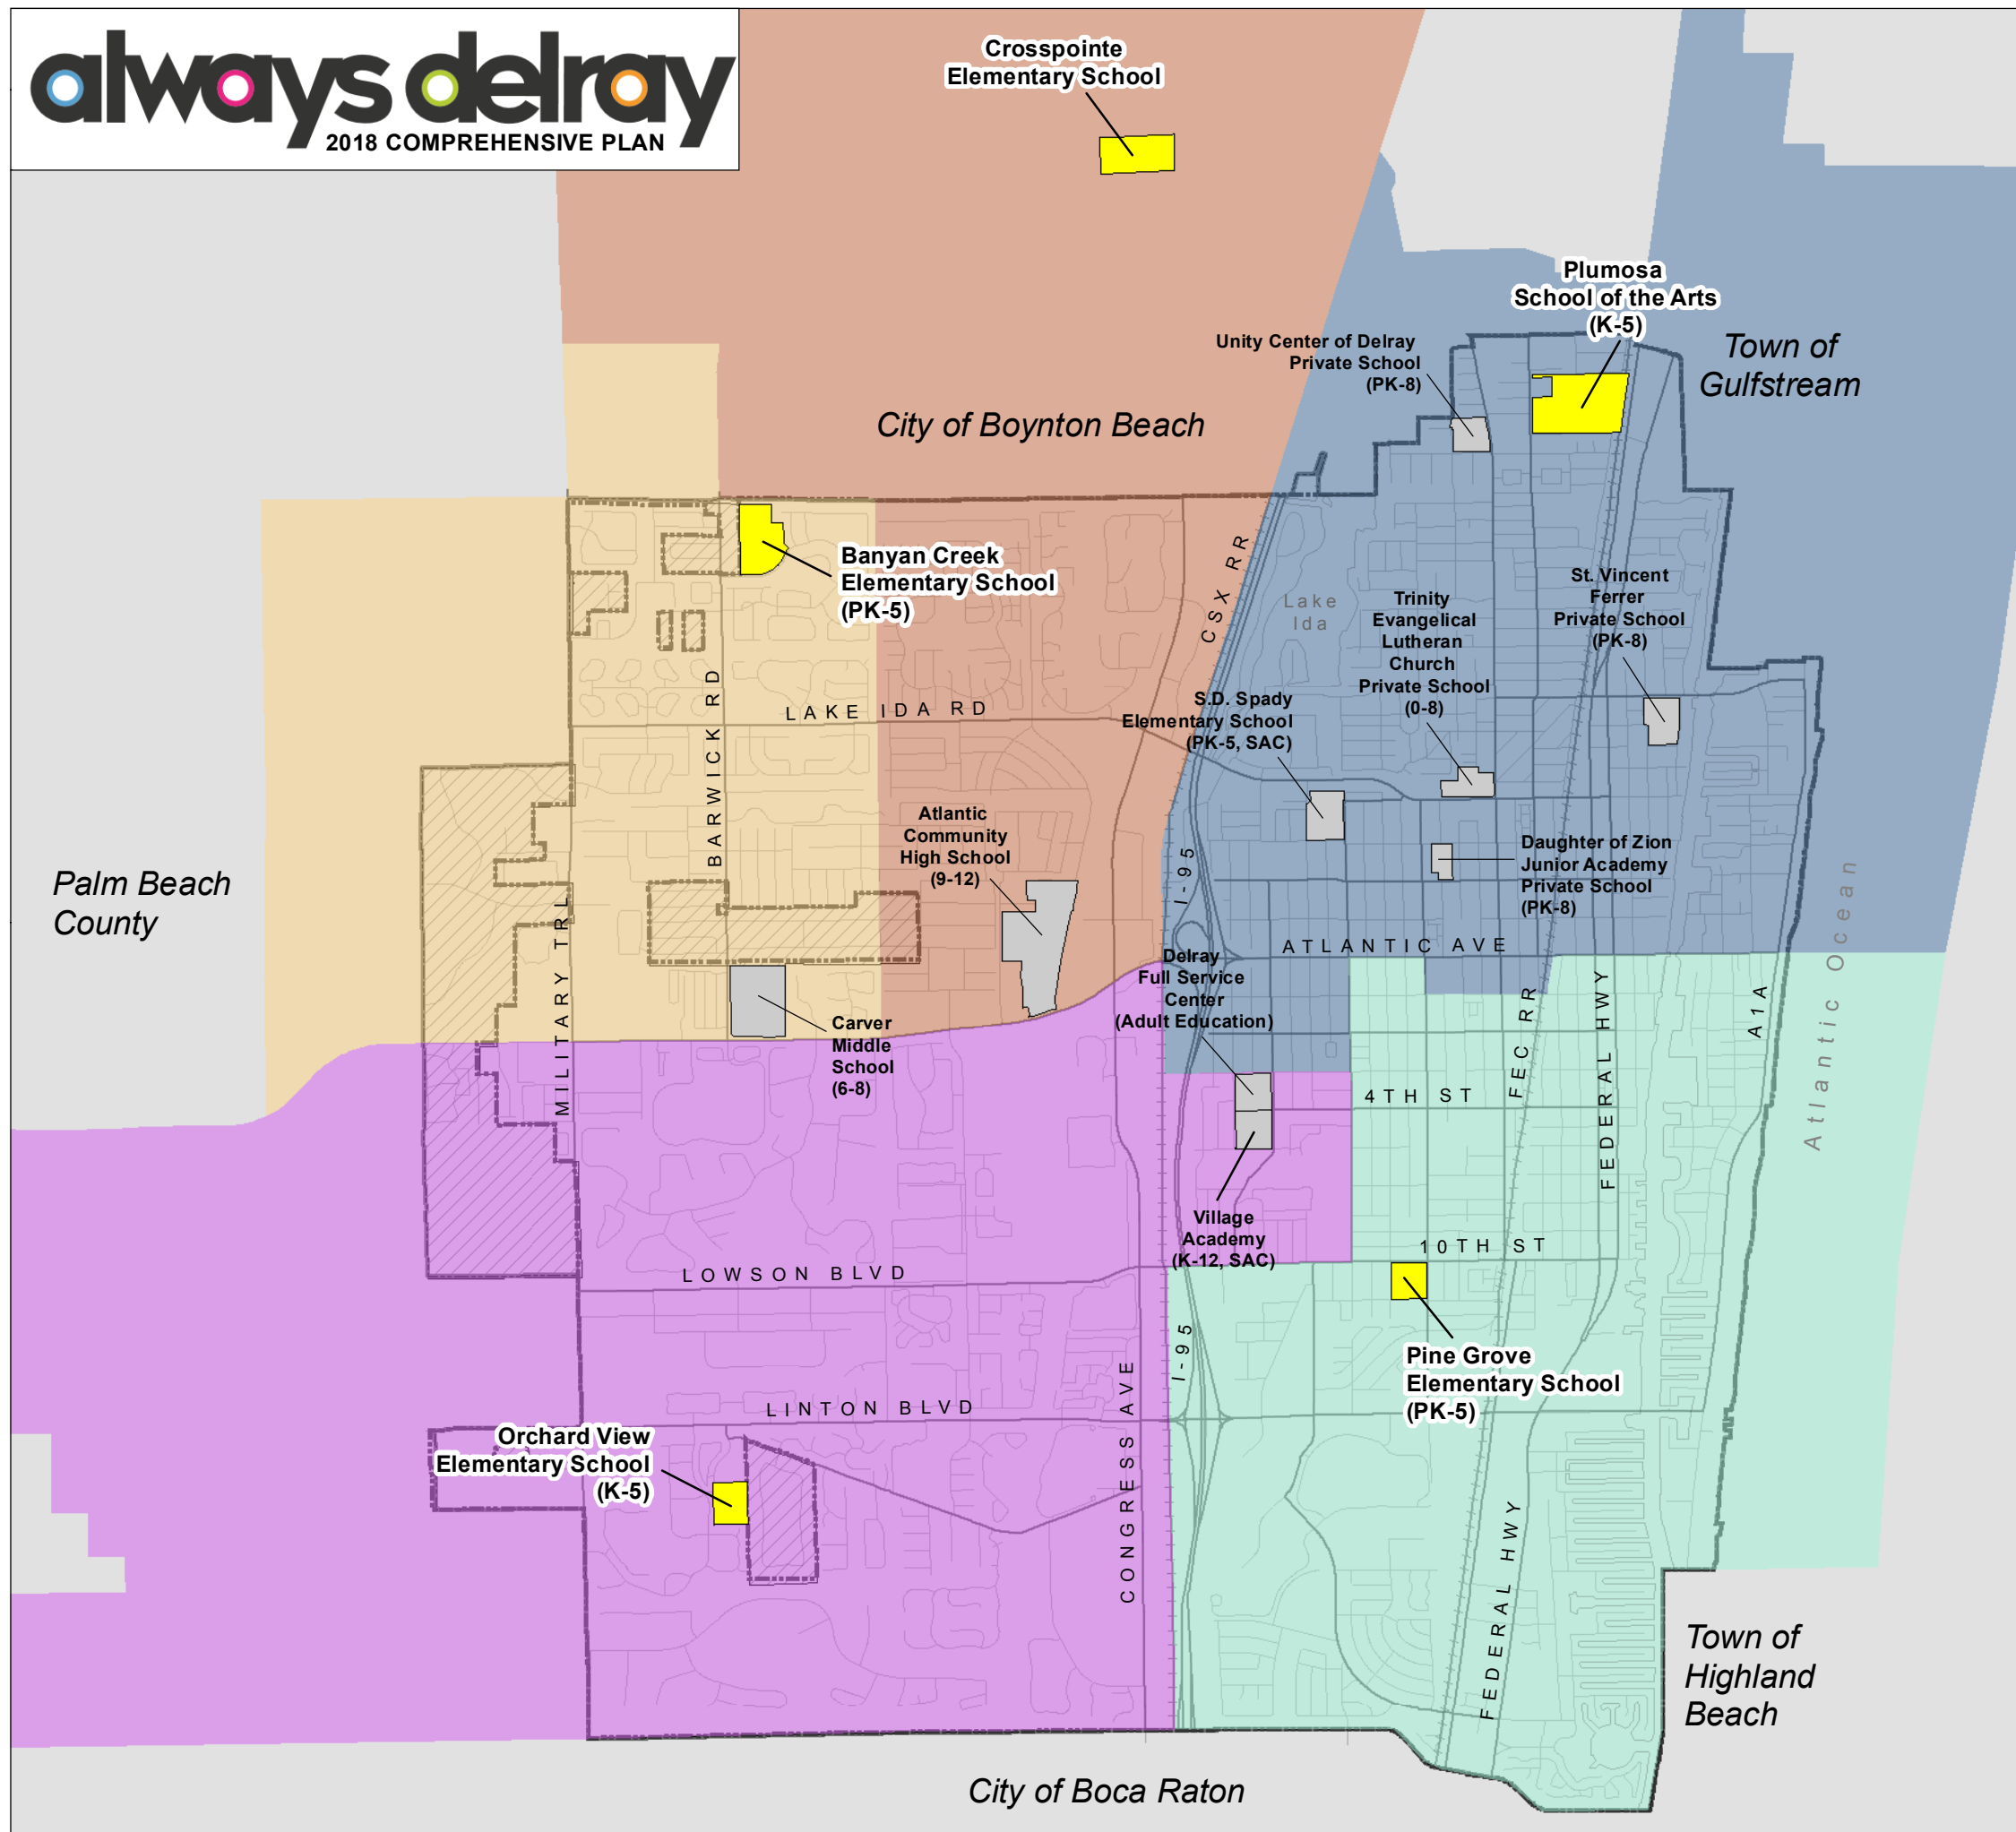 always delray
2018 COMPREHENSIVE PLAN
Crosspointe
Elementary School
Plumosa
School of the Arts
(K-5)
Town of
Gulfstream
Unity Center of Delray
Private School
(PK-8)
City of Boynton Beach
Banyan Creek
Elementary School
(PK-5)
CSX RR
Lake
Ida
Trinity
Evangelical
Lutheran
Church
Private School
(0-8)
St. Vincent
Ferrer
Private School
(PK-8)
S.D. Spady
Elementary School
(PK-5, SAC)
LAKE IDA RD
BARWICK RD
Atlantic
Community
High School
(9-12)
Daughter of Zion
Junior Academy
Private School
(PK-8)
Palm Beach
County
I-95
ATLANTIC AVE
Atlantic Ocean
MILITARY TRL
Delray
Full Service
Center
(Adult Education)
Carver
Middle
School
(6-8)
FEC RR
FEDERAL HWY
A1A
4TH ST
Village
Academy
(K-12, SAC)
10TH ST
LOWSON BLVD
I-95
Pine Grove
Elementary School
(PK-5)
LINTON BLVD
CONGRESS AVE
Orchard View
Elementary School
(K-5)
FEDERAL HWY
Town of
Highland
Beach
City of Boca Raton